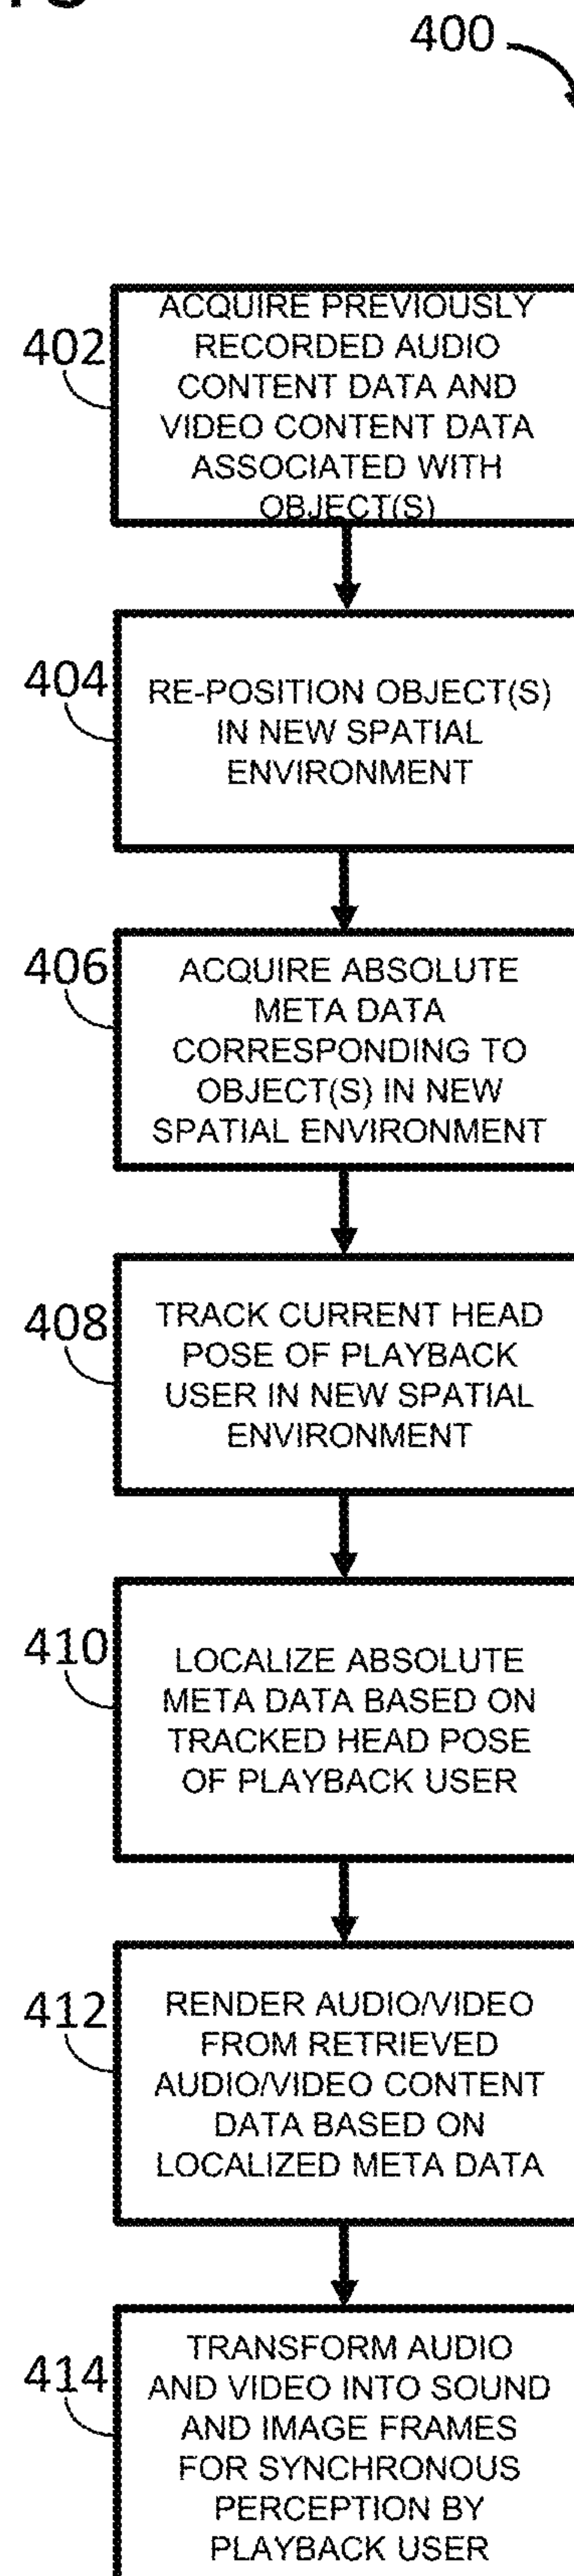 400
402
ACQUIRE PREVIOUSLY
RECORDED AUDIO
CONTENT DATA AND
VIDEO CONTENT DATA
ASSOCIATED WITH
OBJECT(S)
404
RE-POSITION OBJECT(S)
IN NEW SPATIAL
ENVIRONMENT
406
ACQUIRE ABSOLUTE
META DATA
CORRESPONDING TO
OBJECT(S) IN NEW
SPATIAL ENVIRONMENT
408
TRACK CURRENT HEAD
POSE OF PLAYBACK
USER IN NEW SPATIAL
ENVIRONMENT
410
LOCALIZE ABSOLUTE
META DATA BASED ON
TRACKED HEAD POSE
OF PLAYBACK USER
412
RENDER AUDIO/VIDEO
FROM RETRIEVED
AUDIO/VIDEO CONTENT
DATA BASED ON
LOCALIZED META DATA
414
TRANSFORM AUDIO
AND VIDEO INTO SOUND
AND IMAGE FRAMES
FOR SYNCHRONOUS
PERCEPTION BY
PLAYBACK USER